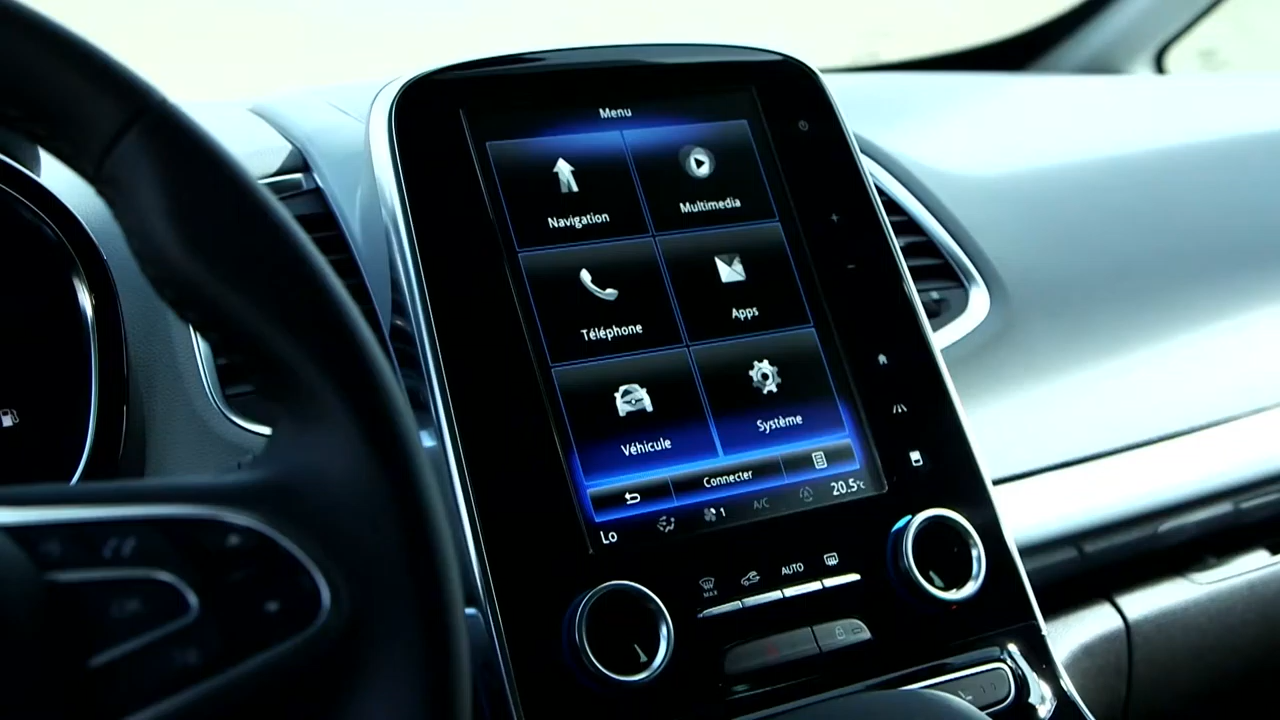 Menu
Navigation
Multimedia
Téléphone
Apps
Véhicule
Système
Connecter
Lo
1
A/C
20.5°c
MAX
AUTO